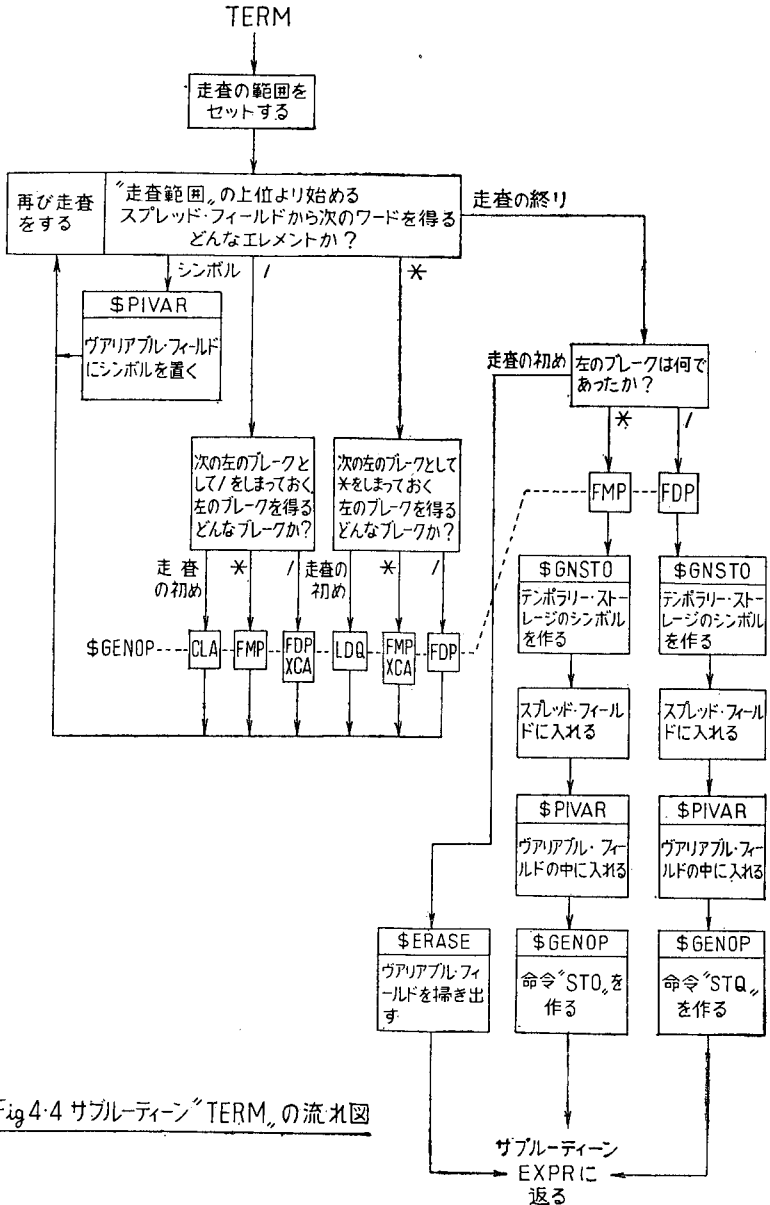 TERM
走査の範囲を
セットする
再び走査
をする
〝走査範囲〟の上位より始める
スプレッド・フィールドから次のワードを得る
どんなエレメントか？
走査の終り
シンボル
/
*
$PIVAR
ヴアリアブル・フィールド
にシンボルを置く
走査の初め
左のブレークは何で
あったか？
*
/
次の左のブレークと
して/をしまっておく
左のブレークを得る
どんなブレークか？
次の左のブレークとして
*をしまっておく
左のブレークを得る
どんなブレークか？
FMP
FDP
走査
の初め
*
/
走査の
初め
*
/
$GENOP
CLA
FMP
FDP
XCA
LDQ
FMP
XCA
FDP
$GNSTO
テンポラリー・スト－
レージのシンボル
を作る
$GNSTO
テンポラリー・スト－
レージのシンボル
を作る
スプレッド・フィール
ドに入れる
スプレッド・フィール
ドに入れる
$PIVAR
ヴアリアブル・フィー
ルドの中に入れる
$PIVAR
ヴアリアブル・フィー
ルドの中に入れる
$ERASE
ヴアリアブル・フィ
ールドを掃き出
す
$GENOP
命令〝STO〟を
作る
$GENOP
命令〝STQ〟
を作る
Fig 4・4 サブルーティーン〝TERM〟の流れ図
サブルーティーン
EXPRに
返る